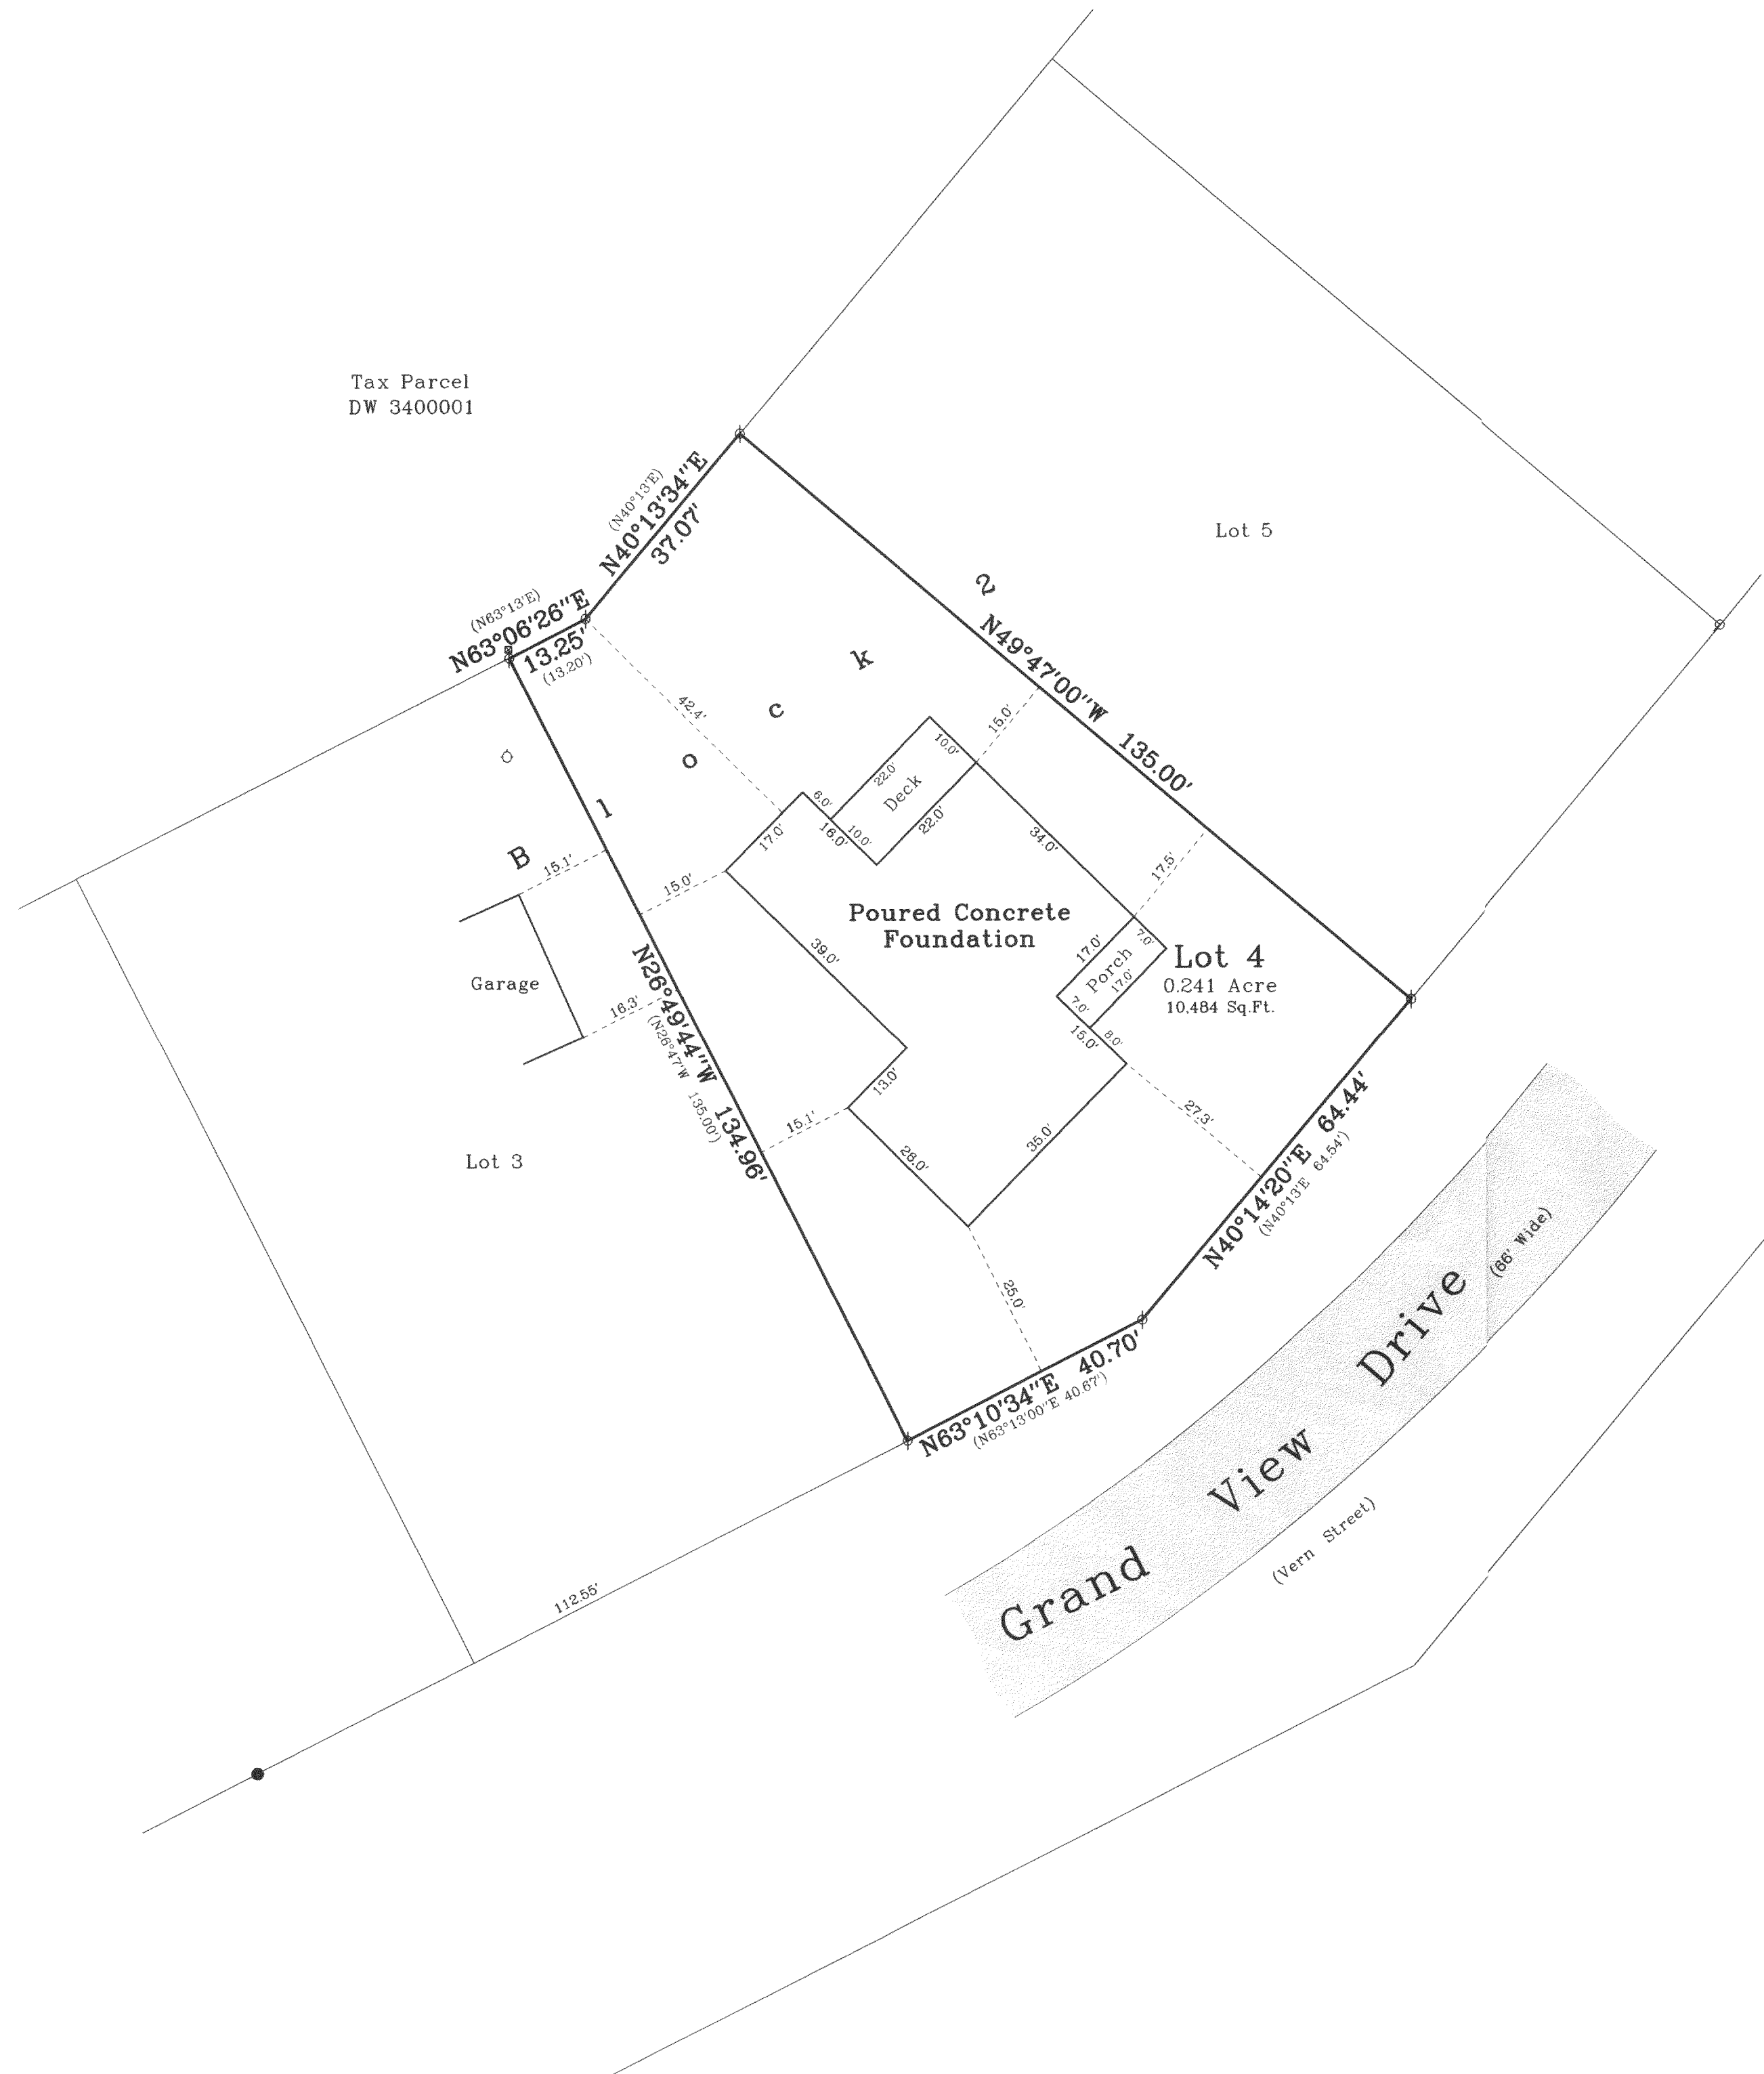 Tax Parcel
DW 3400001
(N40°13'E)
N40°13'34"E
37.07'
(N63°13'E)
N63°06'26"E
13.25'
(13.20')
Lot 5
B l o c k 2
N49°47'00"W 135.00'
42.4'
15.0'
10.0'
22.0'
Deck
22.0'
6.0'
16.0'
10.0'
17.0'
34.0'
17.5'
15.1'
15.0'
39.0'
Poured Concrete
Foundation
17.0'
7.0'
Porch
17.0'
7.0'
Lot 4
0.241 Acre
10,484 Sq.Ft.
Garage
16.3'
N26°49'44"W 134.96'
(N26°47'W 135.00')
15.0'
8.0'
13.0'
15.1'
28.0'
35.0'
27.3'
Lot 3
N40°14'20"E 64.44'
(N40°13'E 64.54')
25.0'
N63°10'34"E 40.70'
(N63°13'00"E 40.67')
Grand View Drive
(66' Wide)
(Vern Street)
112.55'